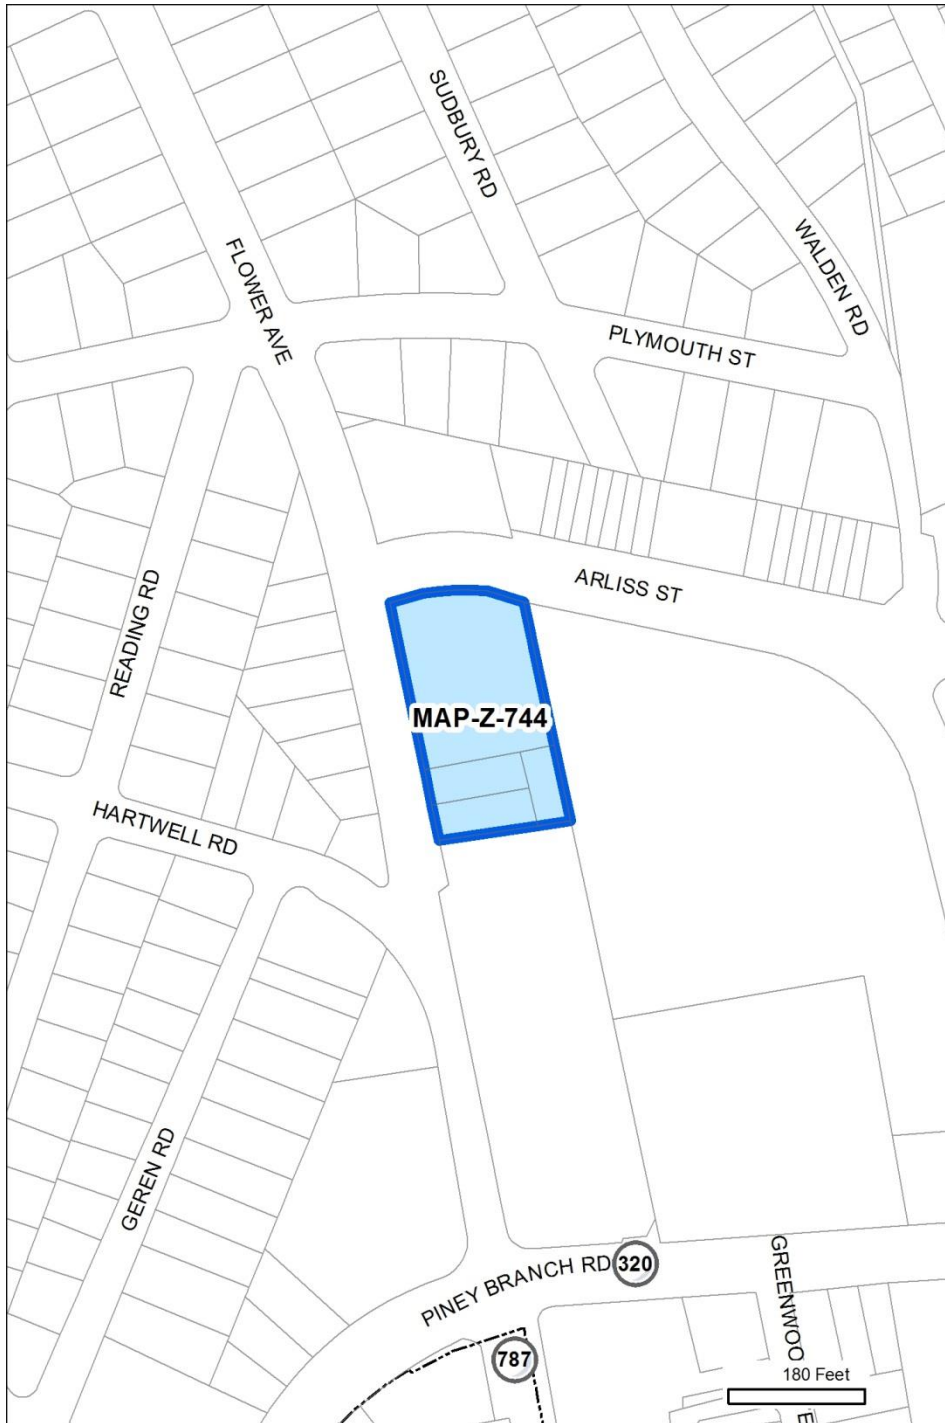 SUDBURY RD
WALDEN RD
FLOWER AVE
PLYMOUTH ST
ARLISS ST
READING RD
MAP-Z-744
HARTWELL RD
GEREN RD
PINEY BRANCH RD
320
GREENWOO
E
787
180 Feet